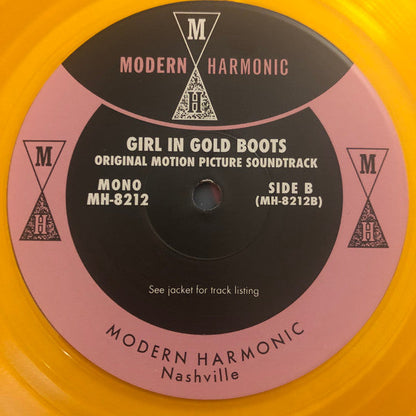 M
MODERN HARMONIC
H
GIRL IN GOLD BOOTS
ORIGINAL MOTION PICTURE SOUNDTRACK
MONO
MH-8212
SIDE B
(MH-8212B)
M
H
M
H
See jacket for track listing
MODERN HARMONIC
Nashville